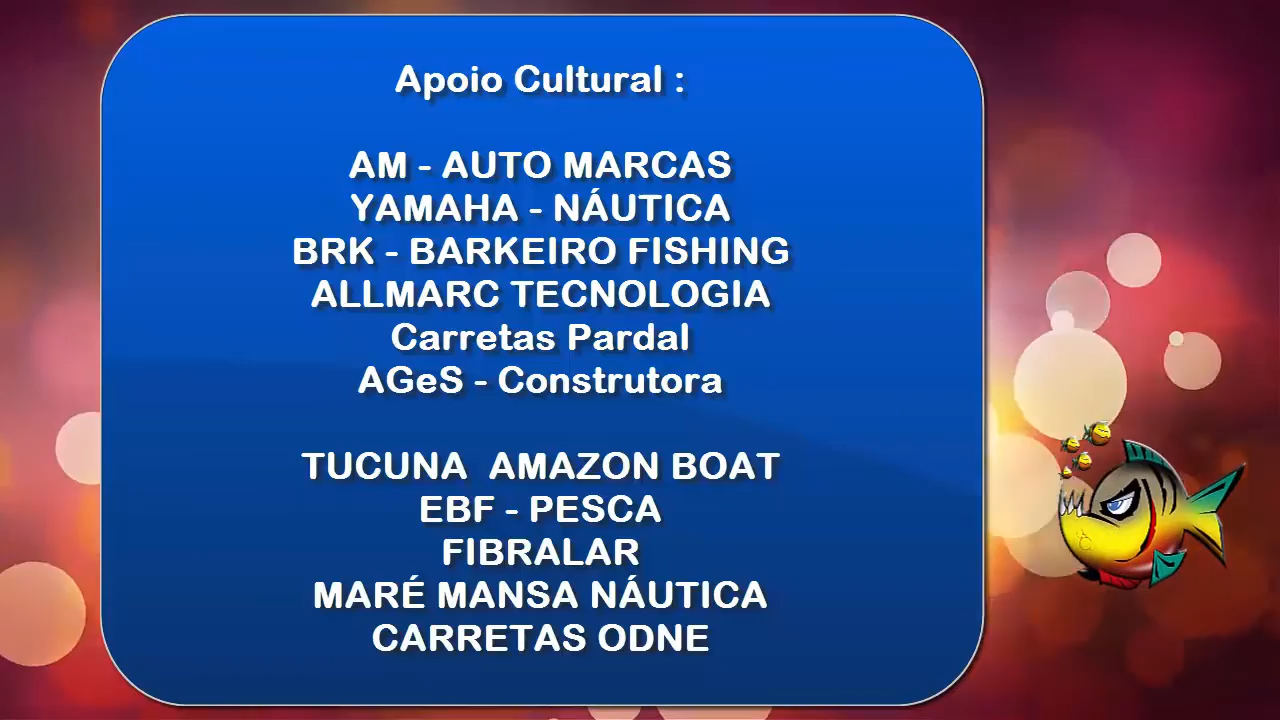 Apoio Cultural :
AM - AUTO MARCAS
YAMAHA - NÁUTICA
BRK - BARKEIRO FISHING
ALLMARC TECNOLOGIA
Carretas Pardal
AGeS - Construtora
TUCUNA  AMAZON BOAT
EBF - PESCA
FIBRALAR
MARÉ MANSA NÁUTICA
CARRETAS ODNE